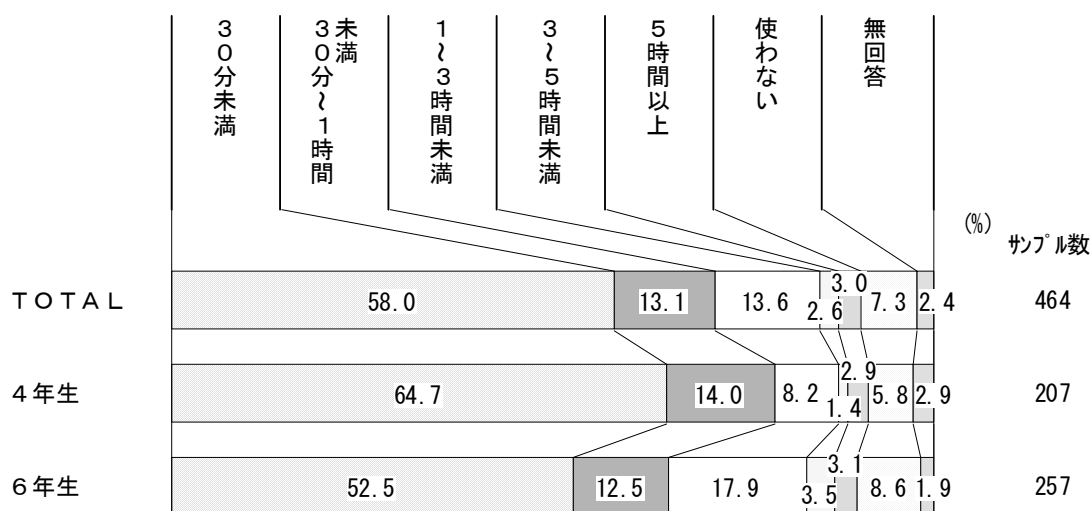 30分未満
30分~1時間
未満
1~3時間未満
3~5時間未満
5時間以上
使わない
無回答
(%)
サンプル数
TOTAL 58.0 13.1 13.6 2.6 3.0 7.3 2.4 464
4年生 64.7 14.0 8.2 1.4 2.9 5.8 2.9 207
6年生 52.5 12.5 17.9 3.5 3.1 8.6 1.9 257